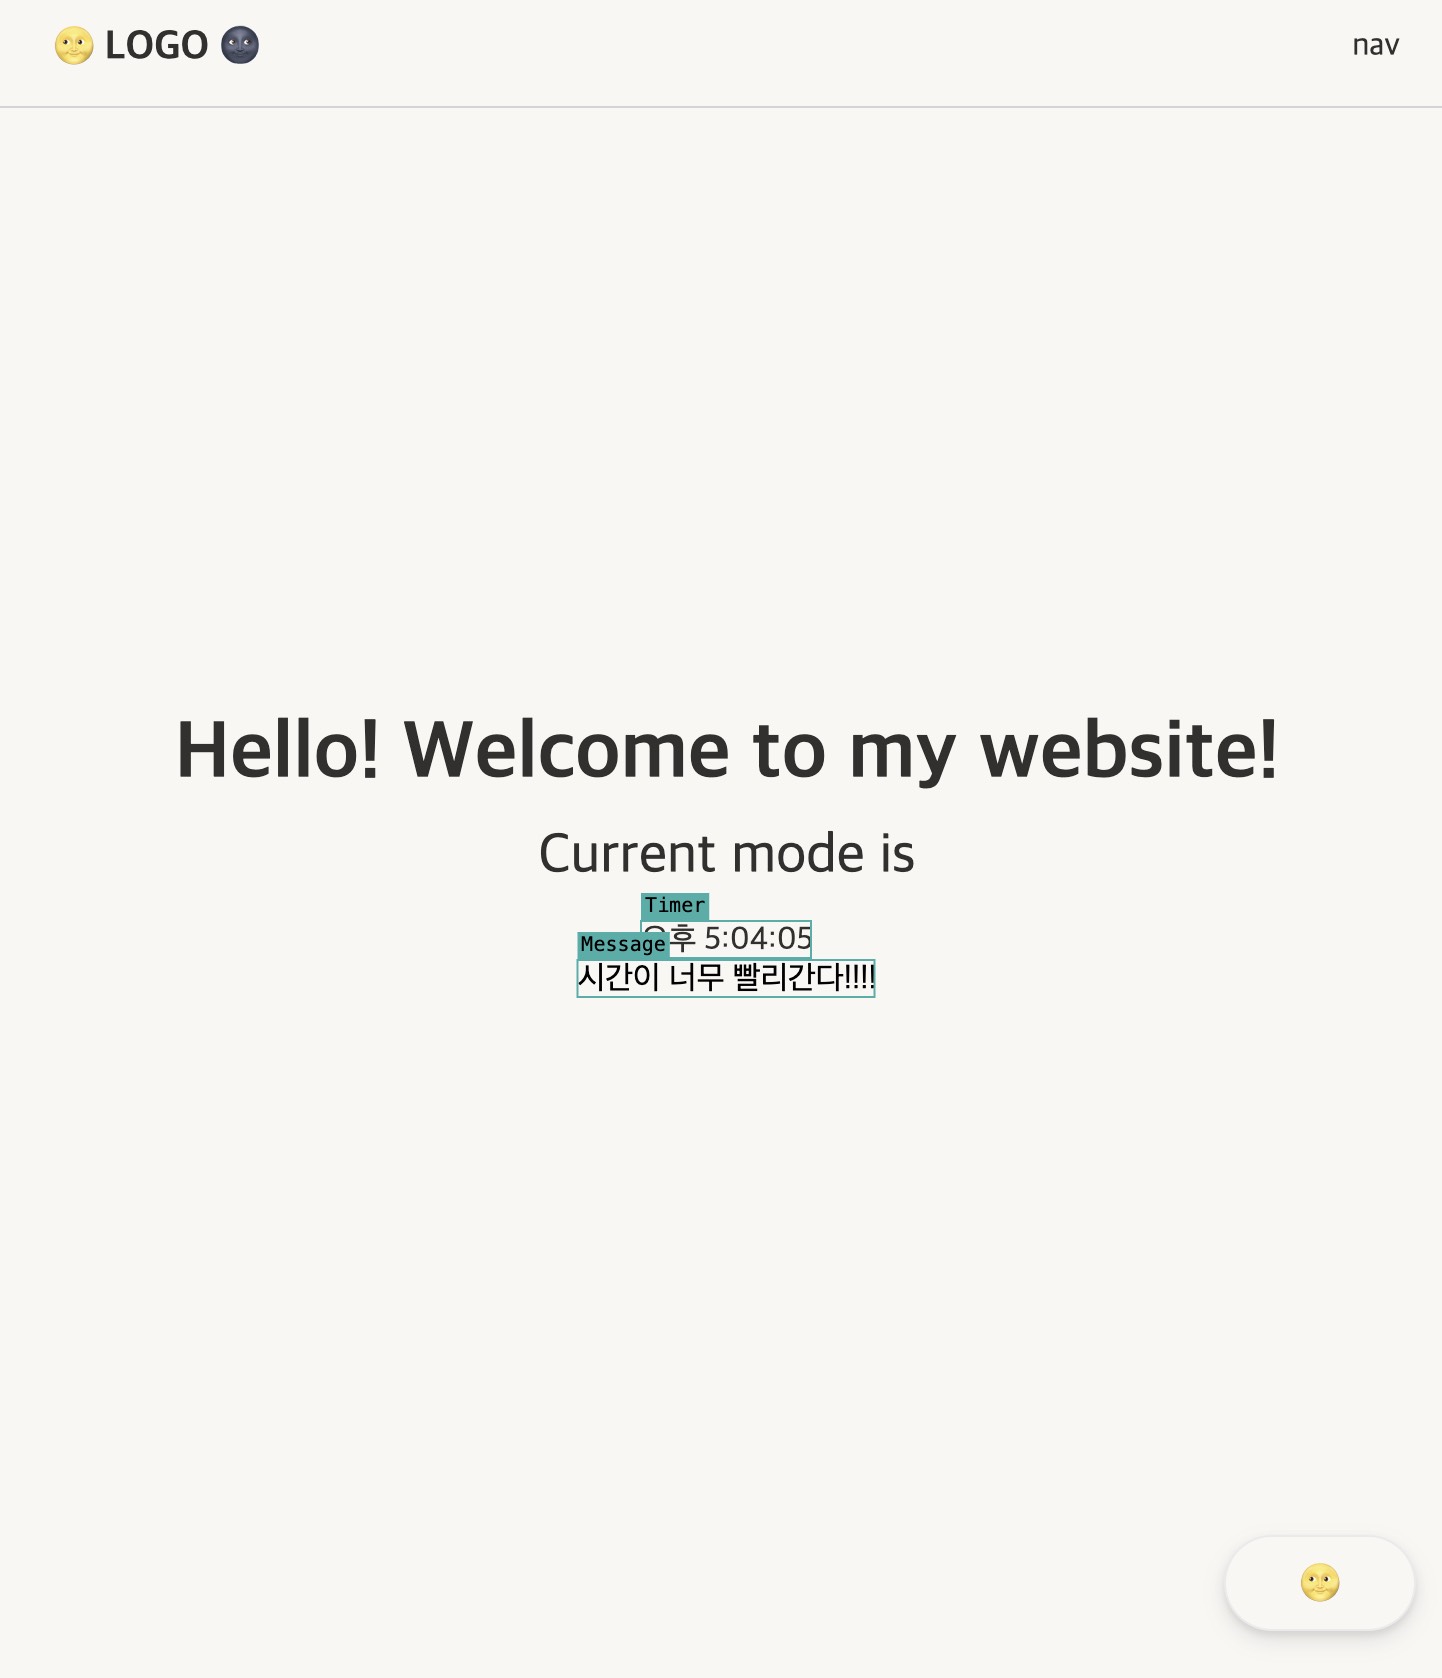 LOGO
nav
Hello! Welcome to my website!
Current mode is
Timer
오후 5:04:05
Message
시간이 너무 빨리간다!!!!